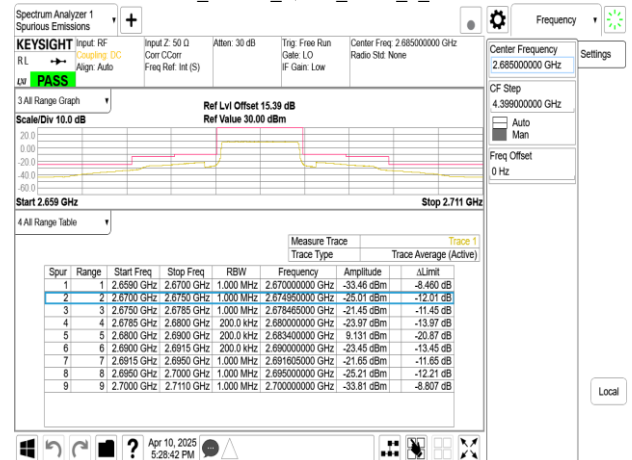 Spectrum Analyzer 1
Spurious Emissions
Frequency
KEYSIGHT
RL
PASS
Input: RF
Coupling: DC
Align: Auto
Input Z: 50 Ω
Corr CCorr
Freq Ref: Int (S)
Atten: 30 dB
Trig: Free Run
Gate: LO
IF Gain: Low
Center Freq: 2.685000000 GHz
Radio Std: None
Center Frequency
2.685000000 GHz
Settings
CF Step
4.399000000 GHz
Auto
Man
Freq Offset
0 Hz
Local
3 All Range Graph
Scale/Div 10.0 dB
Ref Lvl Offset 15.39 dB
Ref Value 30.00 dBm
20.0
0.00
-20.0
-40.0
-60.0
Start 2.659 GHz
Stop 2.711 GHz
4 All Range Table
Measure Trace Trace 1
Trace Type Trace Average (Active)
Spur Range Start Freq Stop Freq RBW Frequency Amplitude ΔLimit
1 1 2.6590 GHz 2.6700 GHz 1.000 MHz 2.670000000 GHz -33.46 dBm -8.460 dB
2 2 2.6700 GHz 2.6750 GHz 1.000 MHz 2.674950000 GHz -25.01 dBm -12.01 dB
3 3 2.6750 GHz 2.6785 GHz 1.000 MHz 2.678465000 GHz -21.45 dBm -11.45 dB
4 4 2.6785 GHz 2.6800 GHz 200.0 kHz 2.680000000 GHz -23.97 dBm -13.97 dB
5 5 2.6800 GHz 2.6900 GHz 200.0 kHz 2.683400000 GHz 9.131 dBm -20.87 dB
6 6 2.6900 GHz 2.6915 GHz 200.0 kHz 2.690000000 GHz -23.45 dBm -13.45 dB
7 7 2.6915 GHz 2.6950 GHz 1.000 MHz 2.691605000 GHz -21.65 dBm -11.65 dB
8 8 2.6950 GHz 2.7000 GHz 1.000 MHz 2.695000000 GHz -25.21 dBm -12.21 dB
9 9 2.7000 GHz 2.7110 GHz 1.000 MHz 2.700000000 GHz -33.81 dBm -8.807 dB
Apr 10, 2025
5:28:42 PM